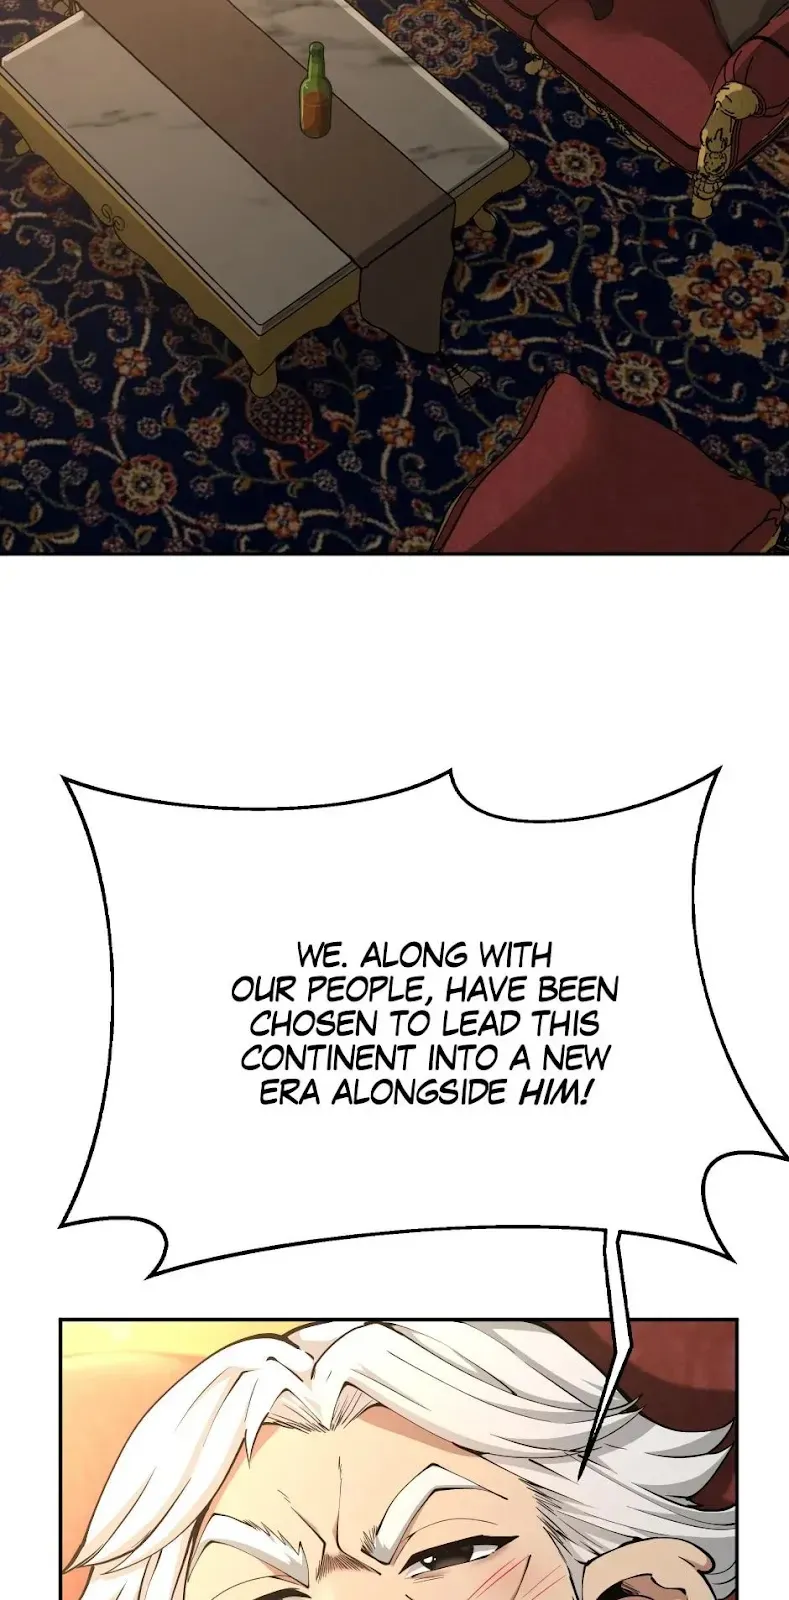 WE. ALONG WITH
OUR PEOPLE, HAVE BEEN
CHOSEN TO LEAD THIS
CONTINENT INTO A NEW
ERA ALONGSIDE HIM!